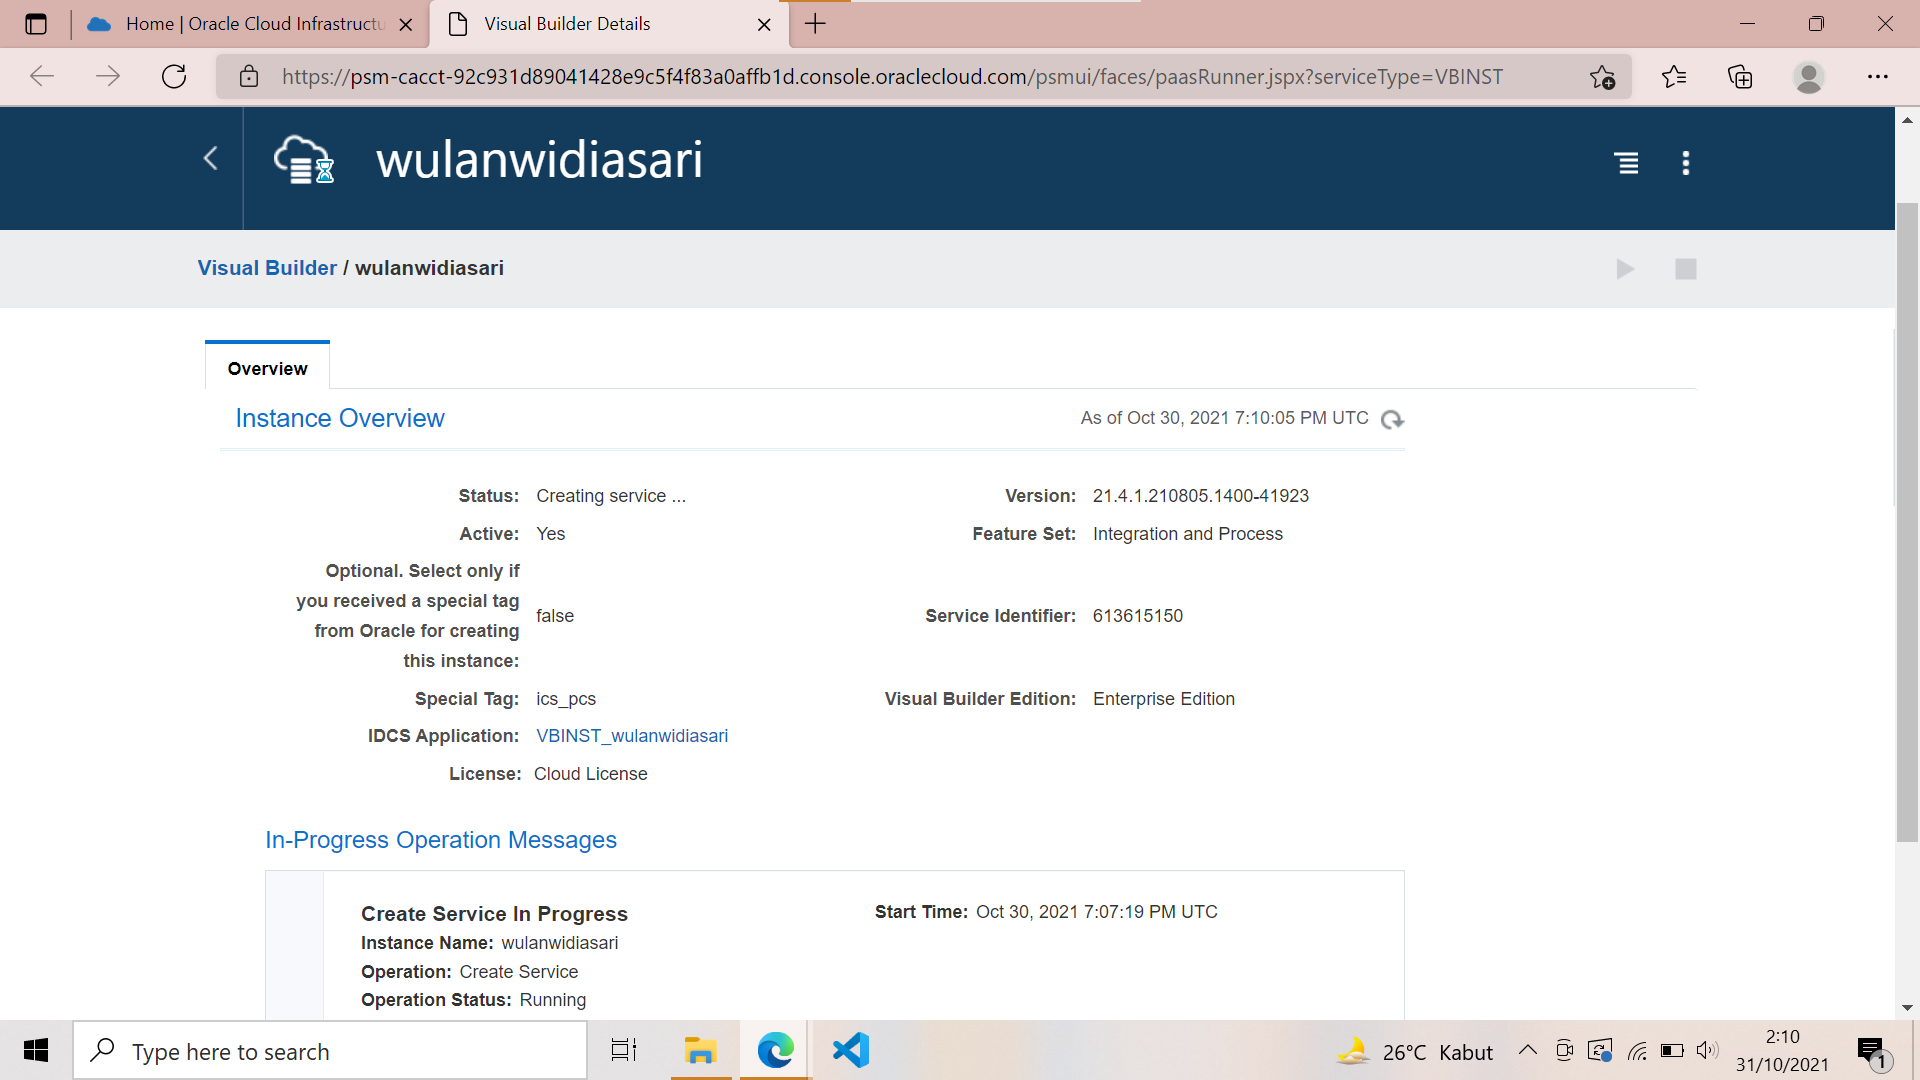 Home | Oracle Cloud Infrastructu
Visual Builder Details
https://psm-cacct-92c931d89041428e9c5f4f83a0affb1d.console.oraclecloud.com/psmui/faces/paasRunner.jspx?serviceType=VBINST
wulanwidiasari
Visual Builder / wulanwidiasari
Overview
Instance Overview
As of Oct 30, 2021 7:10:05 PM UTC
Status: Creating service ...
Version: 21.4.1.210805.1400-41923
Active: Yes
Feature Set: Integration and Process
Optional. Select only if
you received a special tag
from Oracle for creating
this instance:
false
Service Identifier: 613615150
Special Tag: ics_pcs
Visual Builder Edition: Enterprise Edition
IDCS Application: VBINST_wulanwidiasari
License: Cloud License
In-Progress Operation Messages
Create Service In Progress
Start Time: Oct 30, 2021 7:07:19 PM UTC
Instance Name: wulanwidiasari
Operation: Create Service
Operation Status: Running
Type here to search
26°C Kabut
2:10
31/10/2021
1